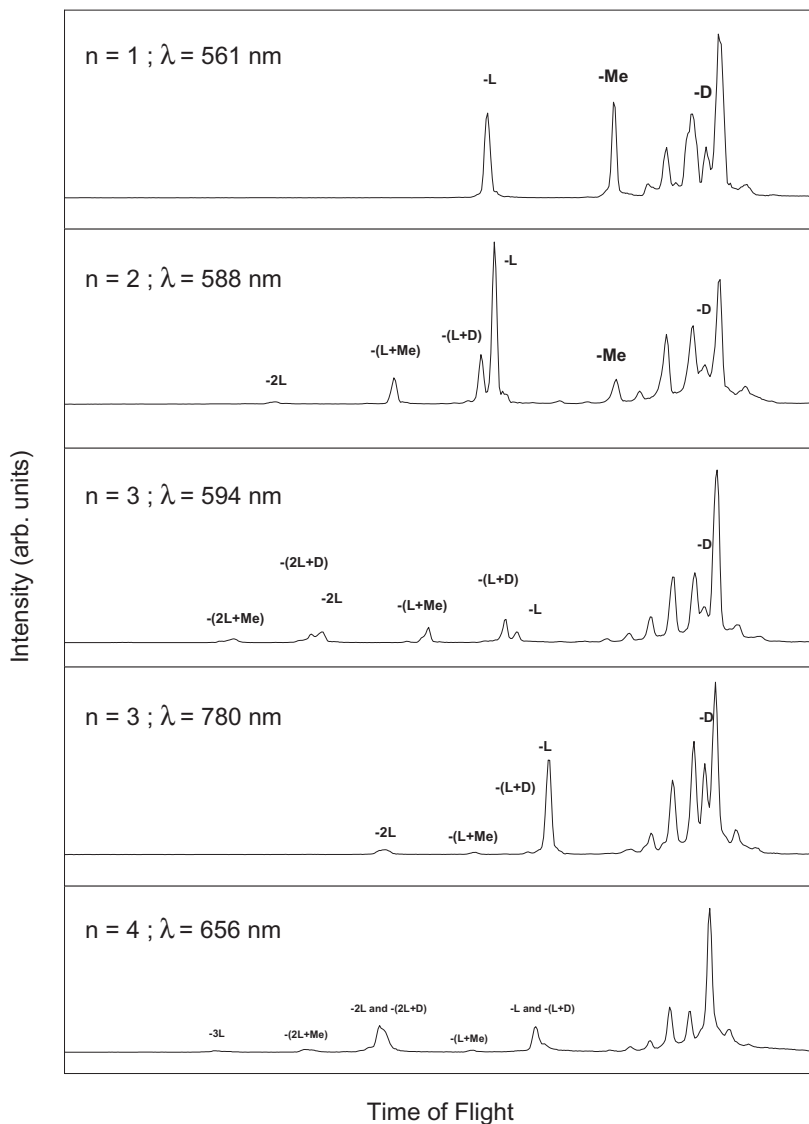 n = 1 ; λ = 561 nm
-L
-Me
-D
n = 2 ; λ = 588 nm
-2L
-(L+Me)
-(L+D)
-L
-Me
-D
n = 3 ; λ = 594 nm
-(2L+Me)
-(2L+D)
-2L
-(L+Me)
-(L+D)
-L
-D
n = 3 ; λ = 780 nm
-2L
-(L+Me)
-(L+D)
-L
-D
n = 4 ; λ = 656 nm
-3L
-(2L+Me)
-2L and -(2L+D)
-(L+Me)
-L and -(L+D)
Intensity (arb. units)
Time of Flight